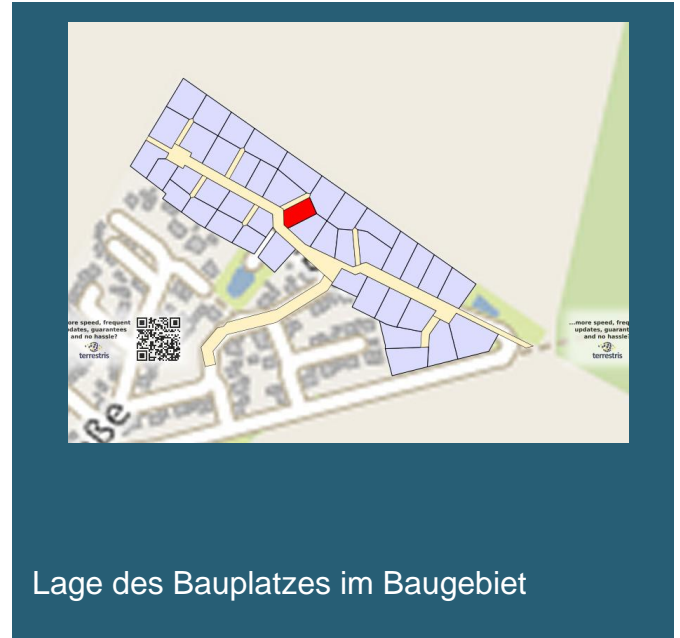 ...more speed, frequent
updates, guarantees
and no hassle?
terrestris
ße
...more speed, freq
updates, guarant
and no hassle
terrestris
Lage des Bauplatzes im Baugebiet